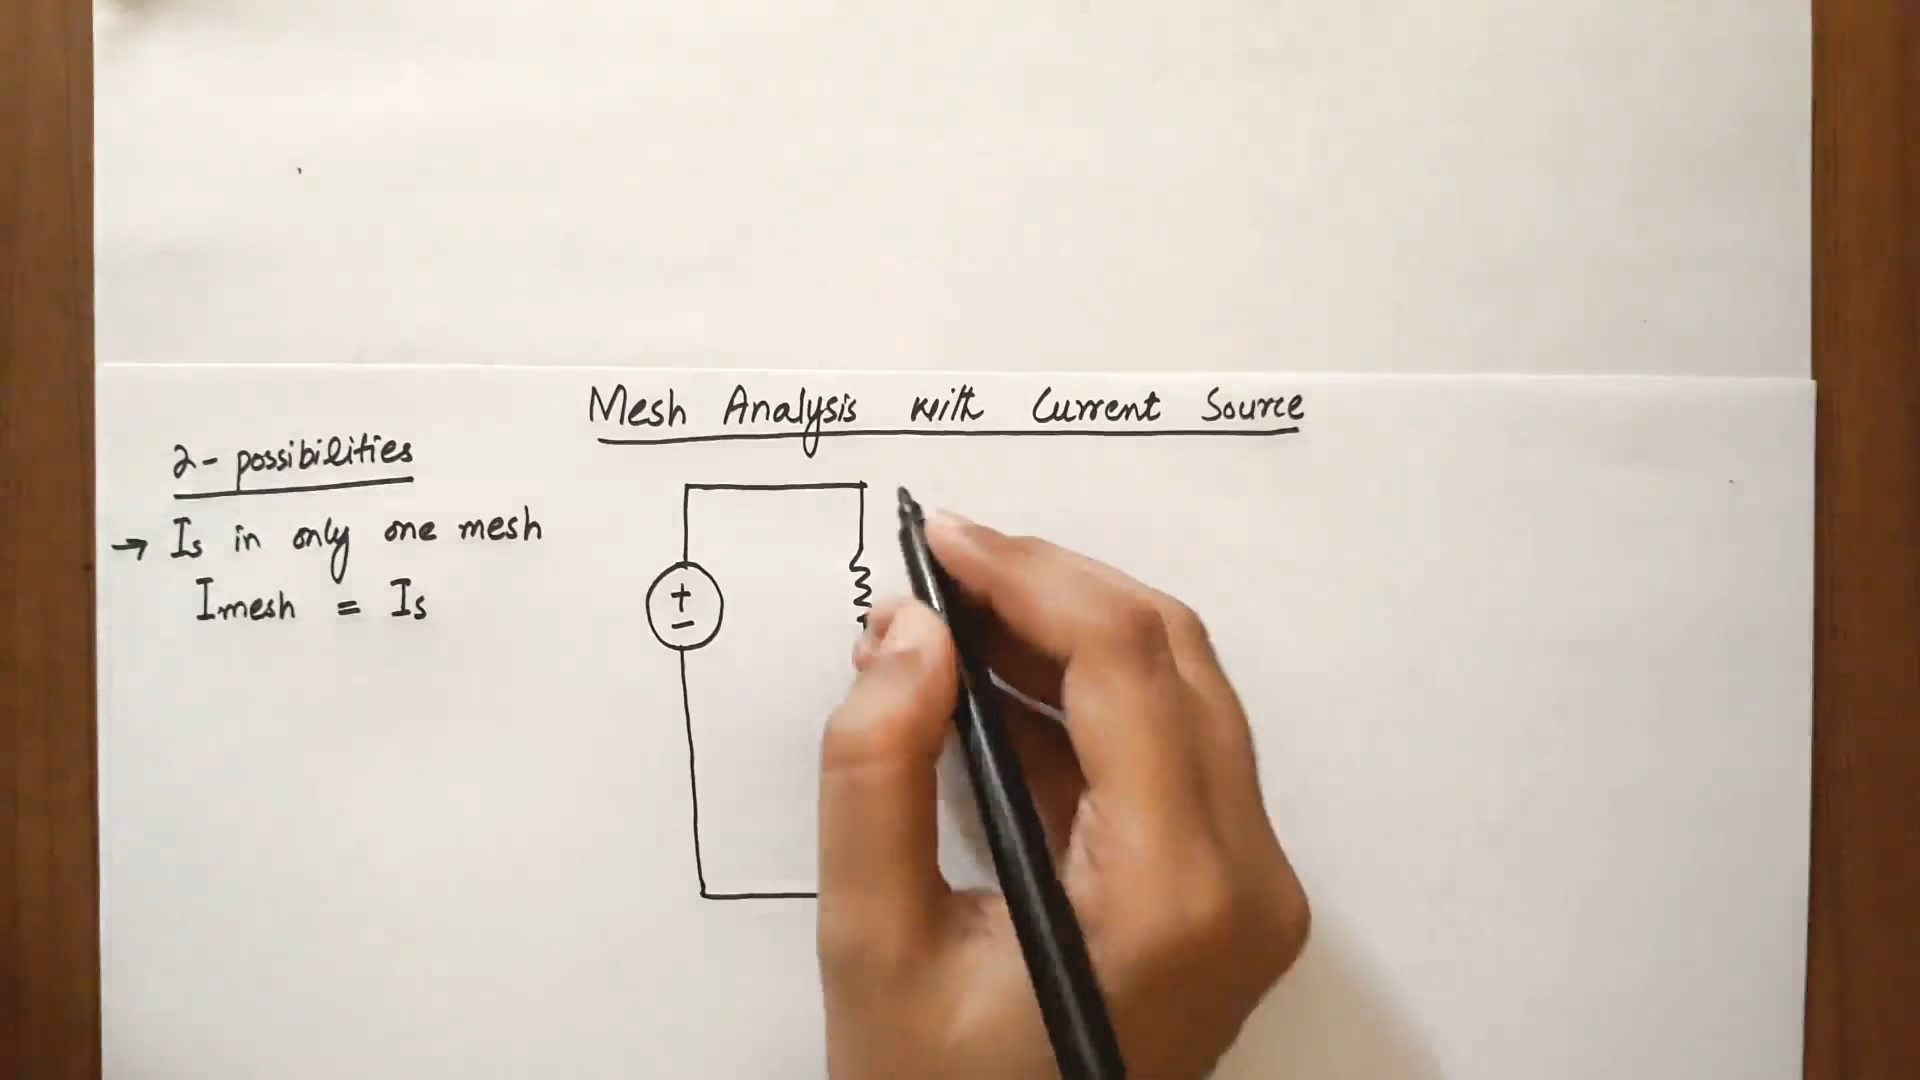 Mesh Analysis with Current Source
2- possibilities
→ Is in only one mesh
Imesh = Is
+
-